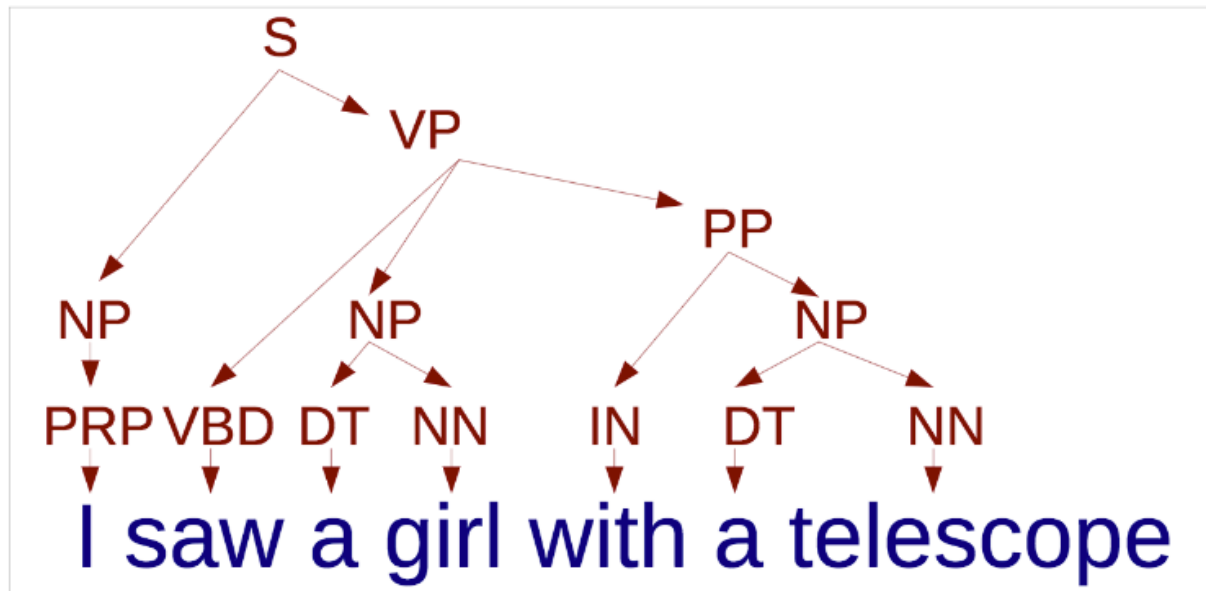 S
VP
PP
NP NP NP
PRP VBD DT NN IN DT NN
I saw a girl with a telescope